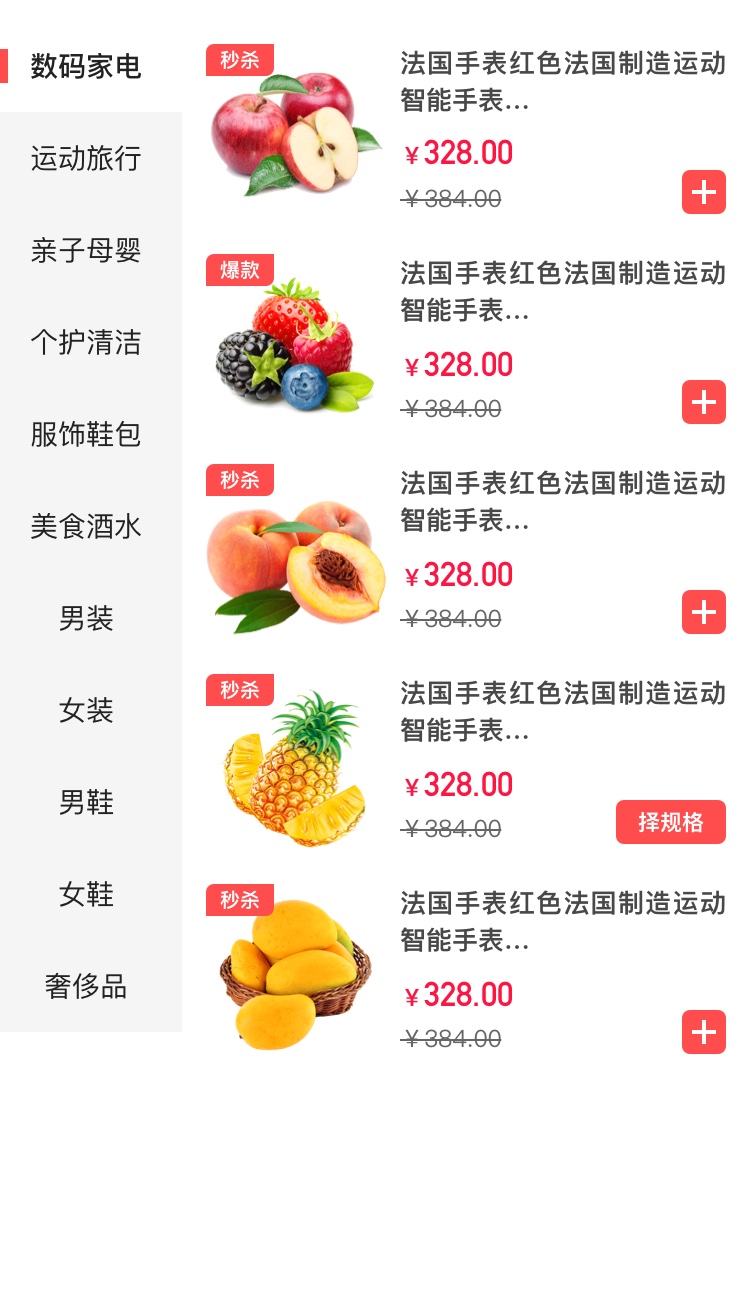 数码家电
运动旅行
亲子母婴
个护清洁
服饰鞋包
美食酒水
男装
女装
男鞋
女鞋
奢侈品
秒杀
法国手表红色法国制造运动
智能手表...
￥328.00
￥384.00
爆款
法国手表红色法国制造运动
智能手表...
￥328.00
￥384.00
秒杀
法国手表红色法国制造运动
智能手表...
￥328.00
￥384.00
秒杀
法国手表红色法国制造运动
智能手表...
￥328.00
￥384.00
择规格
秒杀
法国手表红色法国制造运动
智能手表...
￥328.00
￥384.00